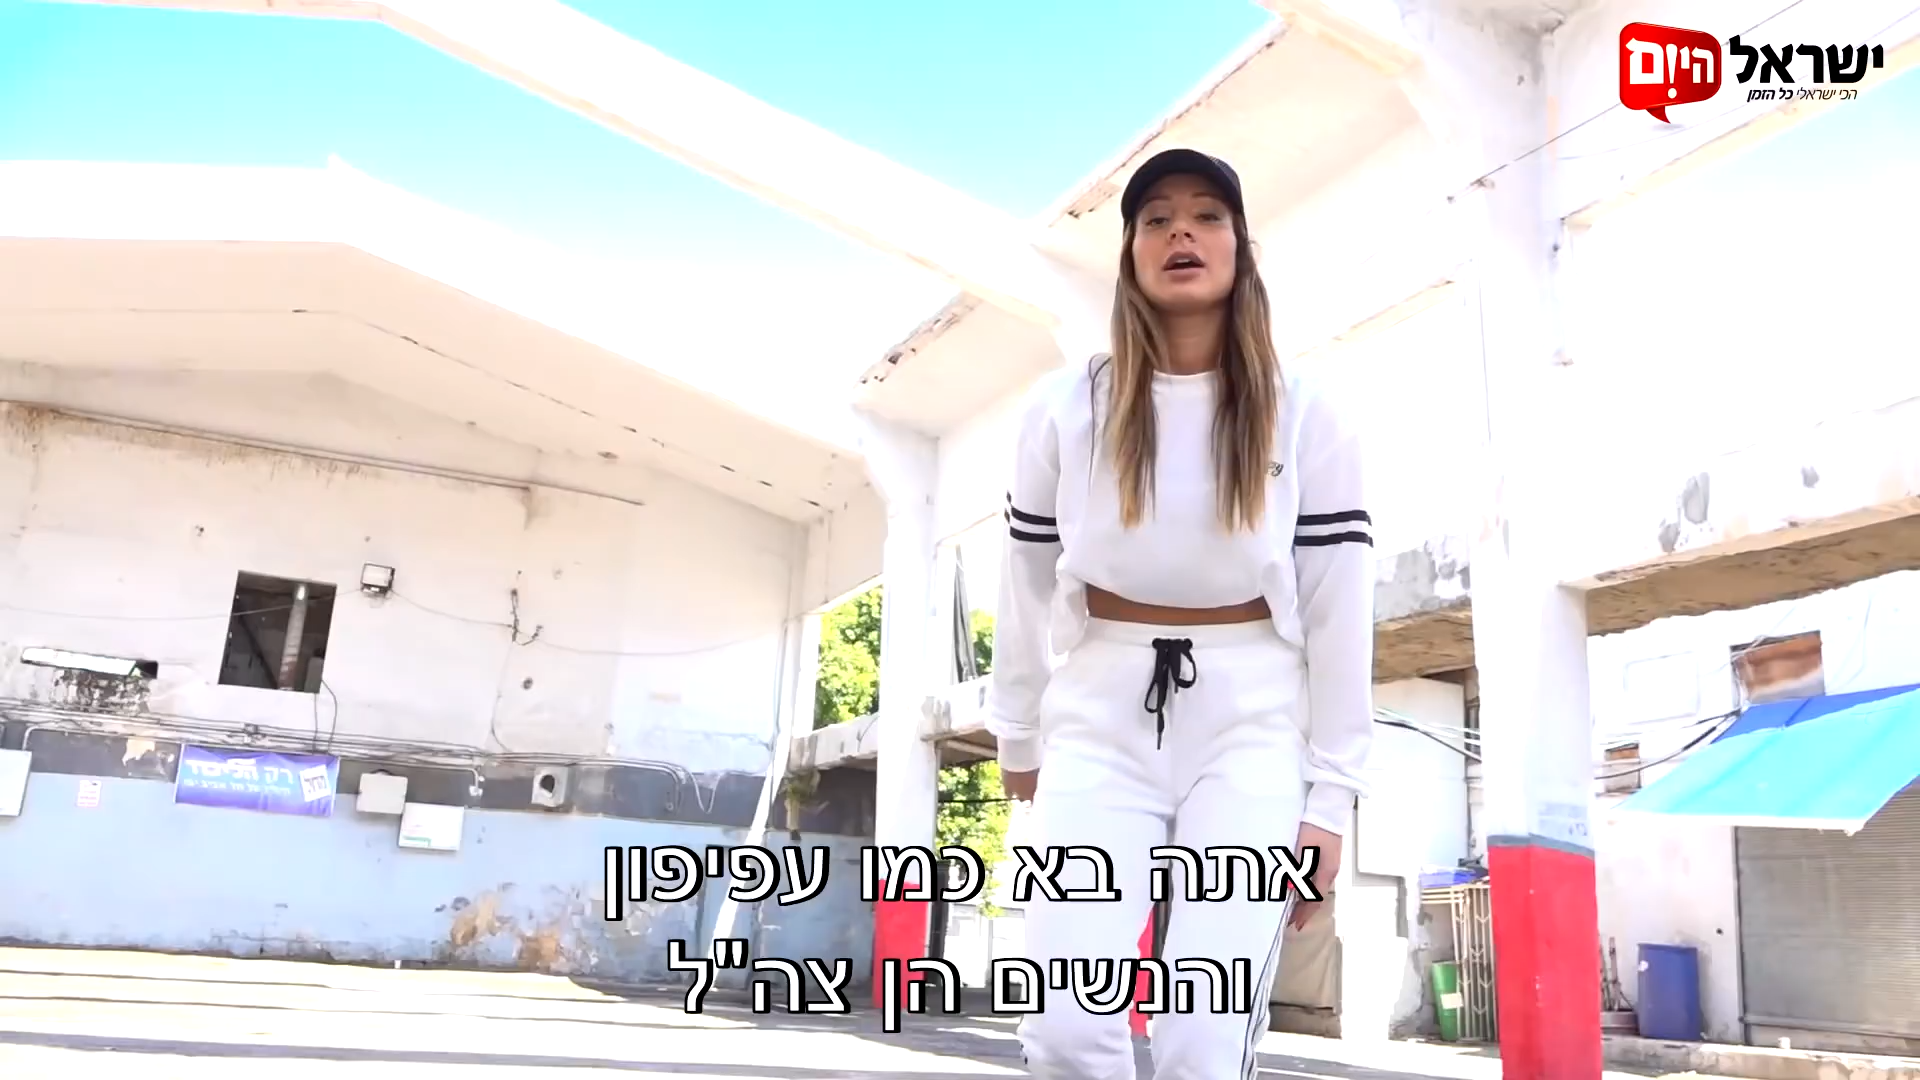 ישראל היום
הכי ישראלי כל הזמן
רק הליכוד
אתה בא כמו עפיפון
והנשים הן צה"ל